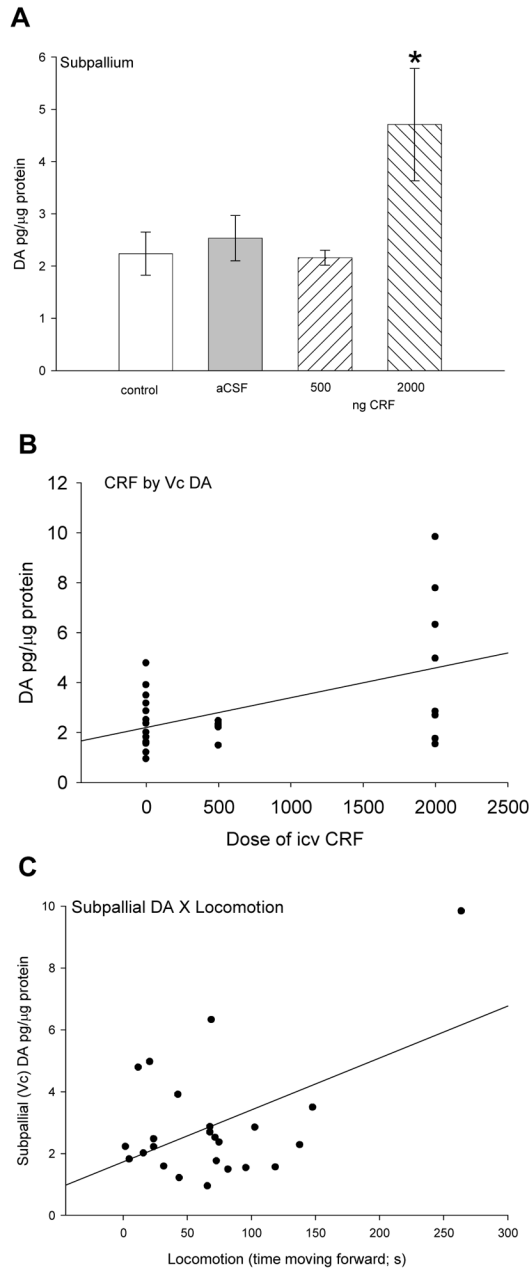 A
Subpallium
*
6
5
4
3
2
1
0
DA pg/µg protein
control aCSF 500 2000
ng CRF
B
CRF by Vc DA
12
10
8
6
4
2
0
DA pg/µg protein
0 500 1000 1500 2000 2500
Dose of icv CRF
C
Subpallial DA X Locomotion
10
8
6
4
2
0
Subpallial (Vc) DA pg/µg protein
0 50 100 150 200 250 300
Locomotion (time moving forward; s)